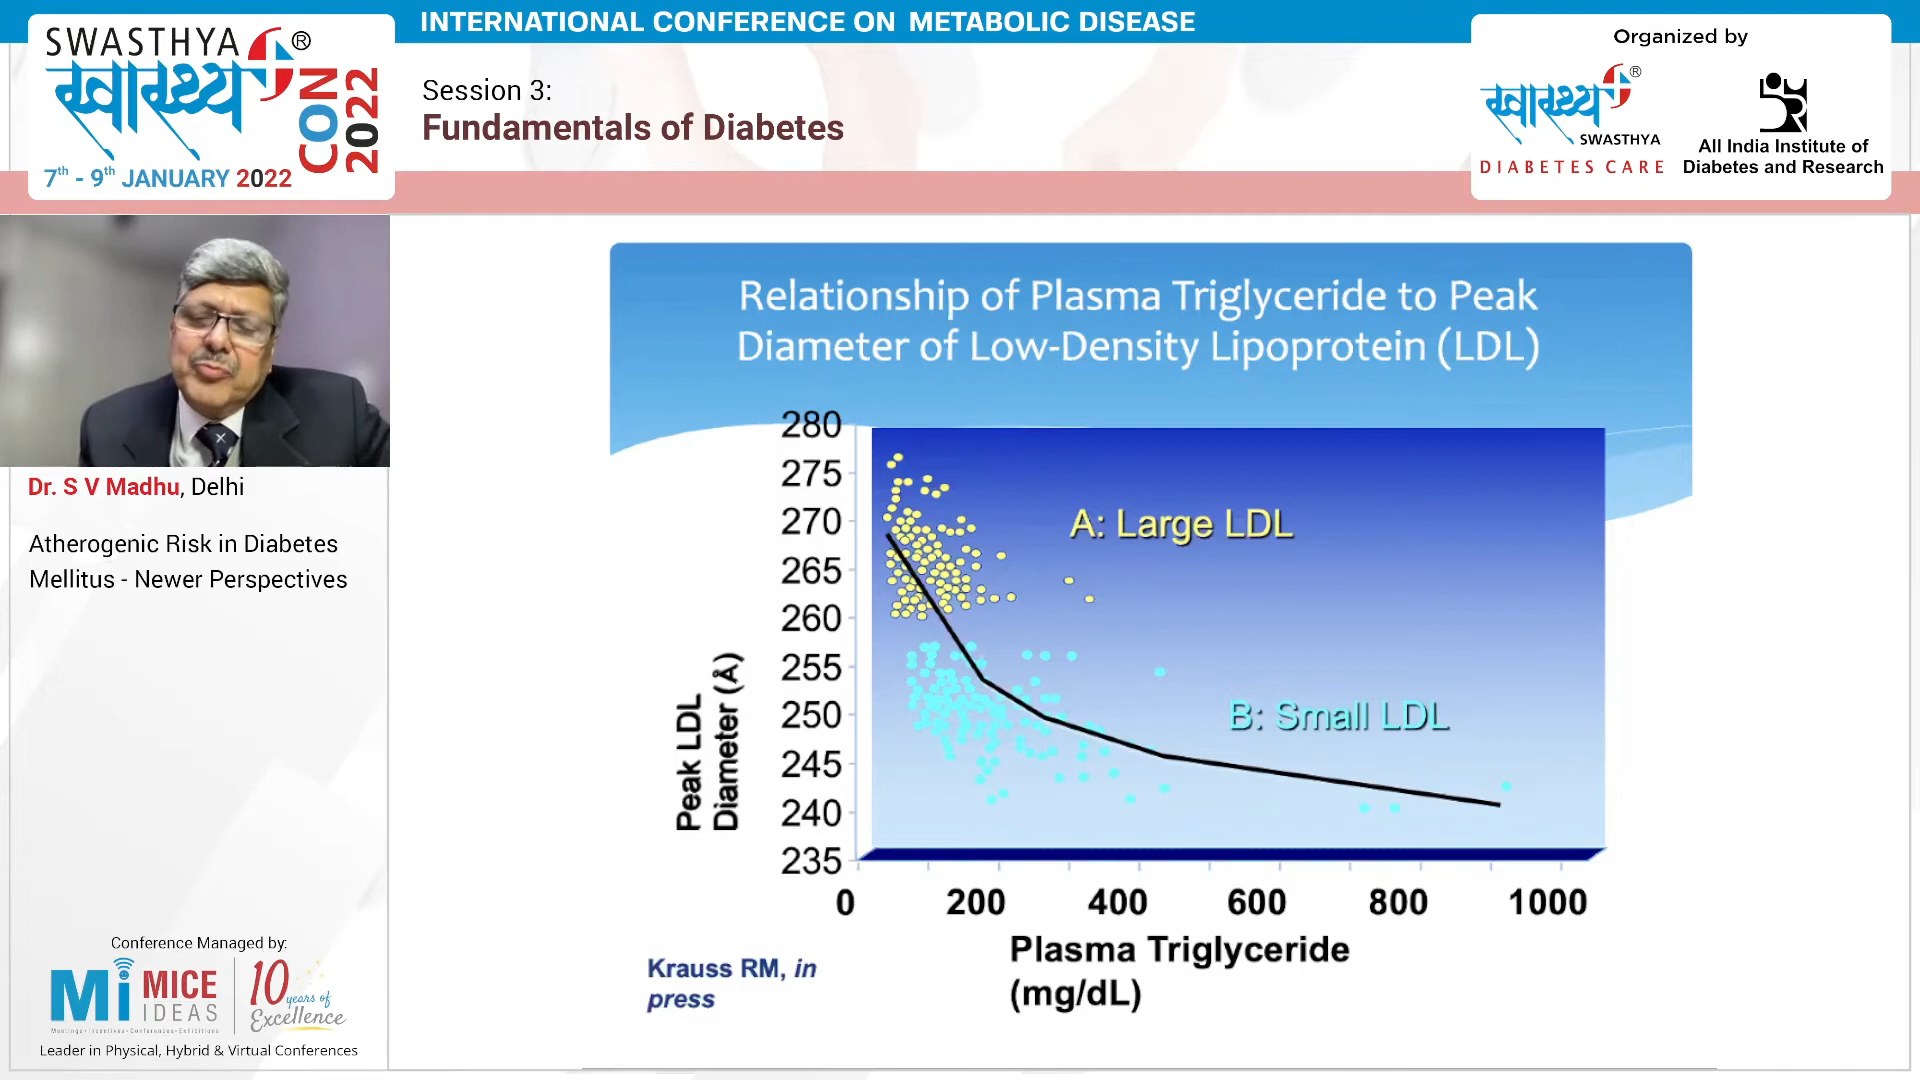 INTERNATIONAL CONFERENCE ON METABOLIC DISEASE
SWASTHYA ®
स्वास्थ्य
CON 2022
7th - 9th JANUARY 2022
Session 3:
Fundamentals of Diabetes
Organized by
स्वास्थ्य ®
SWASTHYA
DIABETES CARE
All India Institute of
Diabetes and Research
Dr. S V Madhu, Delhi
Atherogenic Risk in Diabetes
Mellitus - Newer Perspectives
Conference Managed by:
Mi MICE
IDEAS
Meetings • Incentives • Conferences • Exhibitions
10
years of
Excellence
Leader in Physical, Hybrid & Virtual Conferences
Relationship of Plasma Triglyceride to Peak
Diameter of Low-Density Lipoprotein (LDL)
280
275
270
265
260
255
250
245
240
235
Peak LDL
Diameter (Å)
A: Large LDL
B: Small LDL
0 200 400 600 800 1000
Plasma Triglyceride
(mg/dL)
Krauss RM, in
press